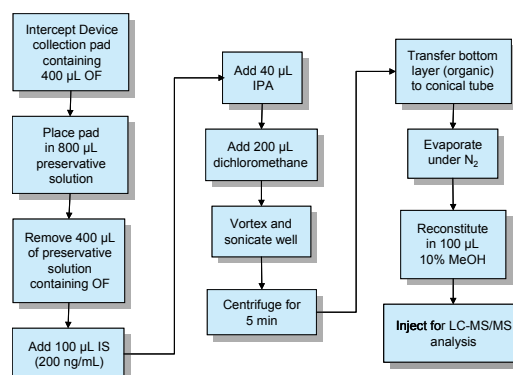 Intercept Device
collection pad
containing
400 µL OF
Place pad
in 800 µL
preservative
solution
Remove 400 µL
of preservative
solution
containing OF
Add 100 µL IS
(200 ng/mL)
Add 40 µL
IPA
Add 200 µL
dichloromethane
Vortex and
sonicate well
Centrifuge for
5 min
Transfer bottom
layer (organic)
to conical tube
Evaporate
under N₂
Reconstitute
in 100 µL
10% MeOH
Inject for LC-MS/MS
analysis